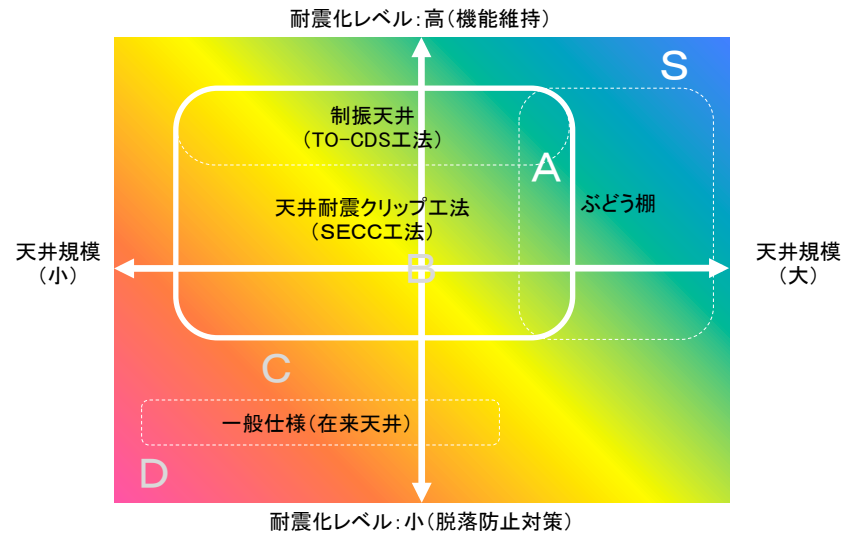 耐震化レベル：高（機能維持）
S
制振天井
（TO-CDS工法）
A
天井耐震クリップ工法
（SECC工法）
ぶどう棚
天井規模
（小）
B
天井規模
（大）
C
一般仕様（在来天井）
D
耐震化レベル：小（脱落防止対策）